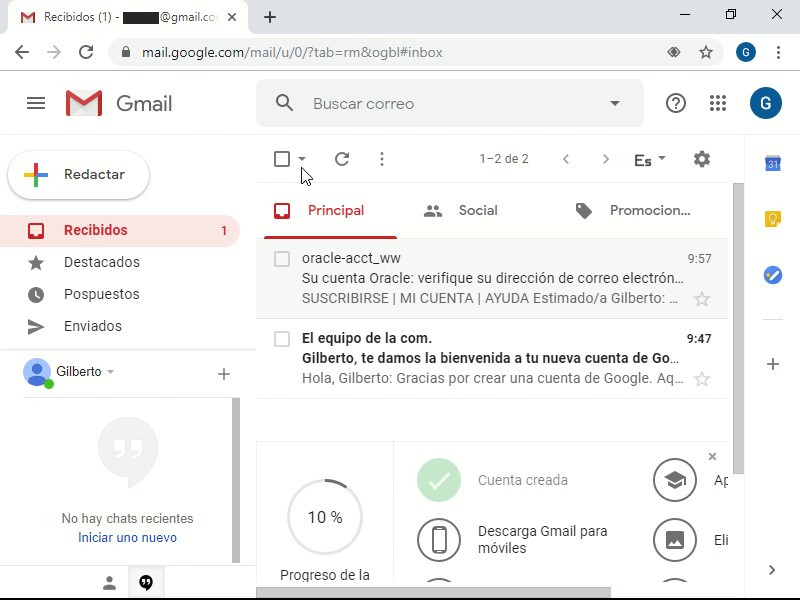 Recibidos (1) - @gmail.co
mail.google.com/mail/u/0/?tab=rm&ogbl#inbox
G
Gmail
Buscar correo
G
Redactar
1–2 de 2
Es
31
Principal
Social
Promocion...
Recibidos
1
Destacados
Pospuestos
Enviados
oracle-acct_ww
9:57
Su cuenta Oracle: verifique su dirección de correo electrón...
SUSCRIBIRSE | MI CUENTA | AYUDA Estimado/a Gilberto: ...
El equipo de la com.
9:47
Gilberto, te damos la bienvenida a tu nueva cuenta de Go...
Hola, Gilberto: Gracias por crear una cuenta de Google. Aq...
Gilberto
No hay chats recientes
Iniciar uno nuevo
10 %
Progreso de la
Cuenta creada
Descarga Gmail para
móviles
Ap
Eli